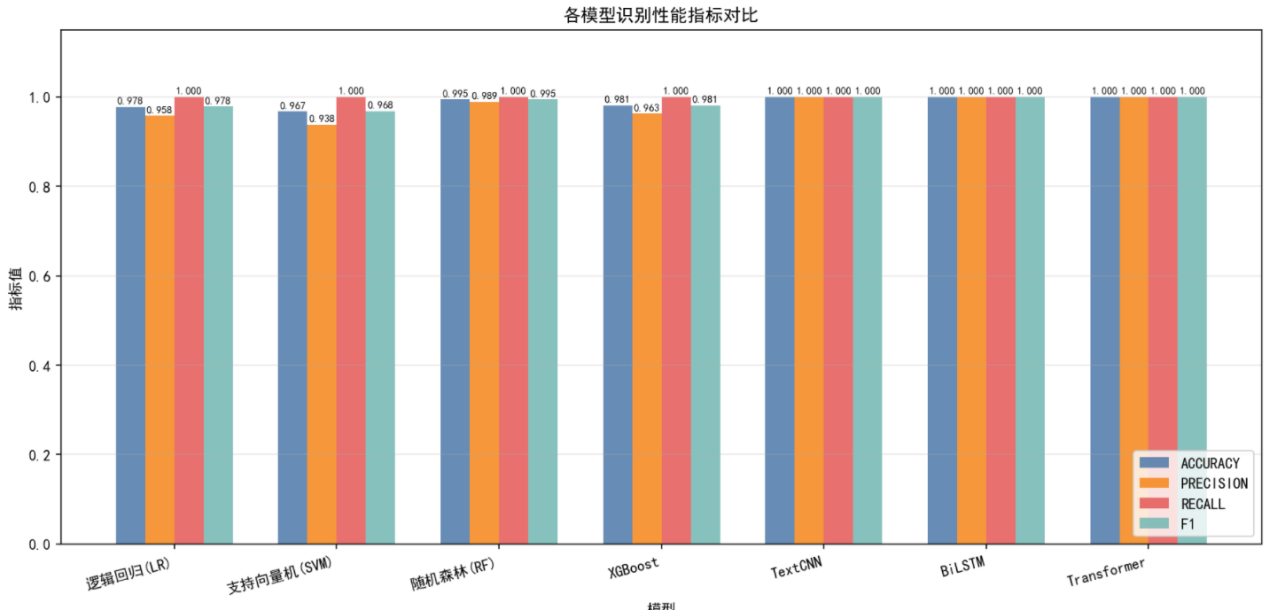 各模型识别性能指标对比
指标值
1.0
0.8
0.6
0.4
0.2
0.0
0.978 0.958 1.000 0.978
0.967 0.938 1.000 0.968
0.995 0.989 1.000 0.995
0.981 0.963 1.000 0.981
1.000 1.000 1.000 1.000
1.000 1.000 1.000 1.000
1.000 1.000 1.000 1.000
ACCURACY
PRECISION
RECALL
F1
逻辑回归(LR)
支持向量机(SVM)
随机森林(RF)
XGBoost
TextCNN
BiLSTM
Transformer
模型